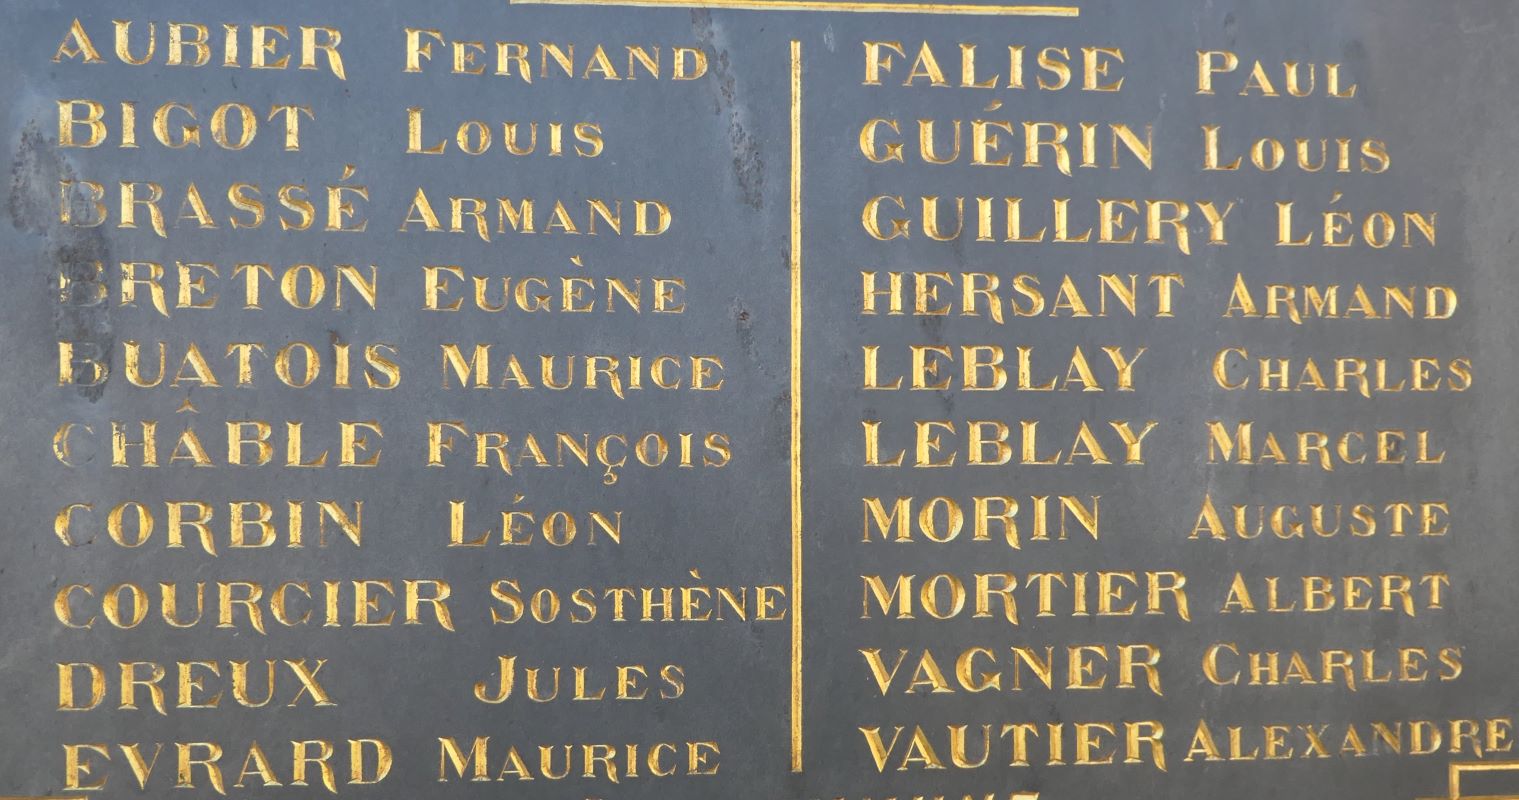 AUBIER FERNAND
BIGOT LOUIS
BRASSÉ ARMAND
BRETON EUGÈNE
BUATOIS MAURICE
CHÂBLE FRANÇOIS
CORBIN LÉON
COURCIER SOSTHÈNE
DREUX JULES
EVRARD MAURICE
FALISE PAUL
GUÉRIN LOUIS
GUILLERY LÉON
HERSANT ARMAND
LEBLAY CHARLES
LEBLAY MARCEL
MORIN AUGUSTE
MORTIER ALBERT
VAGNER CHARLES
VAUTIER ALEXANDRE